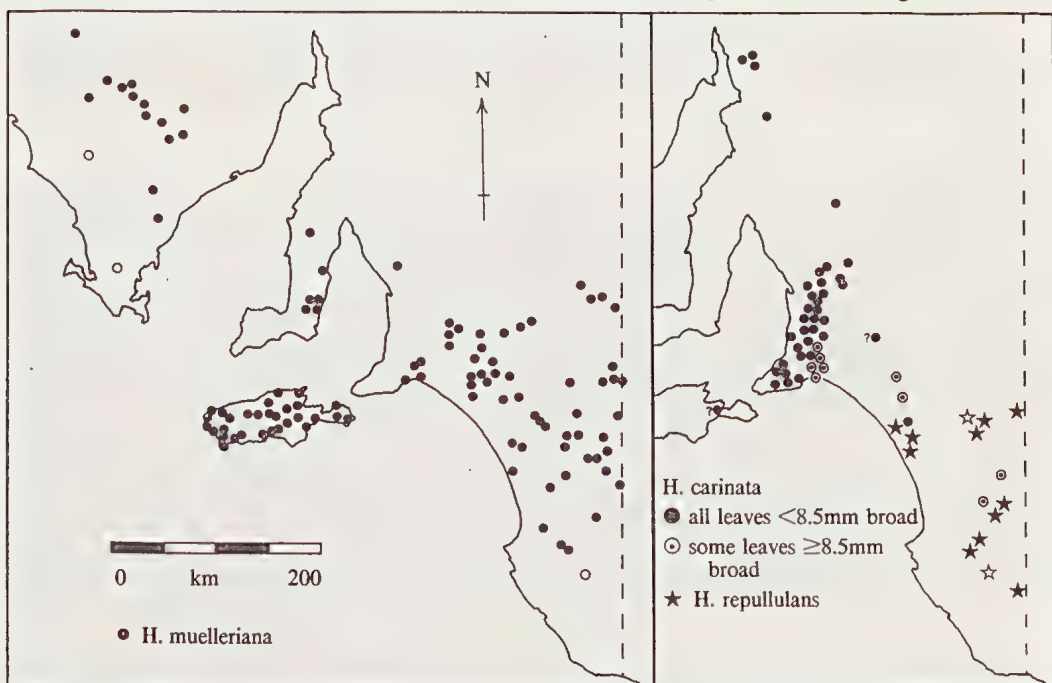 N
0 km 200
H. muelleriana
?
?
H. carinata
all leaves <8.5mm broad
some leaves ≥8.5mm
broad
H. repullulans